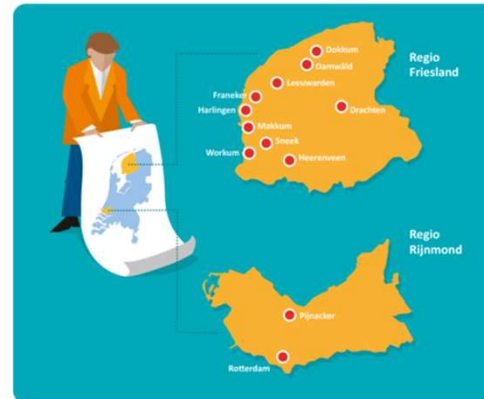 Dokkum
Damwâld
Regio
Friesland
Leeuwarden
Franeker
Harlingen
Drachten
Makkum
Sneek
Workum
Heerenveen
Regio
Rijnmond
Pijnacker
Rotterdam